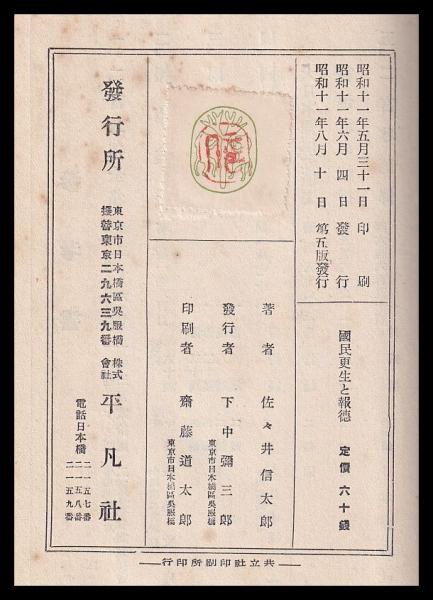 昭和十一年五月三十一日印刷
昭和十一年六月四日發行
昭和十一年八月十日第五版發行
國民更生と報德 定價六十錢
著者 佐々井信太郎
發行者 下中彌三郎
東京市日本橋區吳服橋
印刷者 齋藤道太郎
東京市日本橋區吳服橋
發行所
東京市日本橋區吳服橋
振替東京二九六三九番
株式會社 平凡社
電話日本橋
二一五七番
二一五八番
二一五九番
共立社印刷所印行